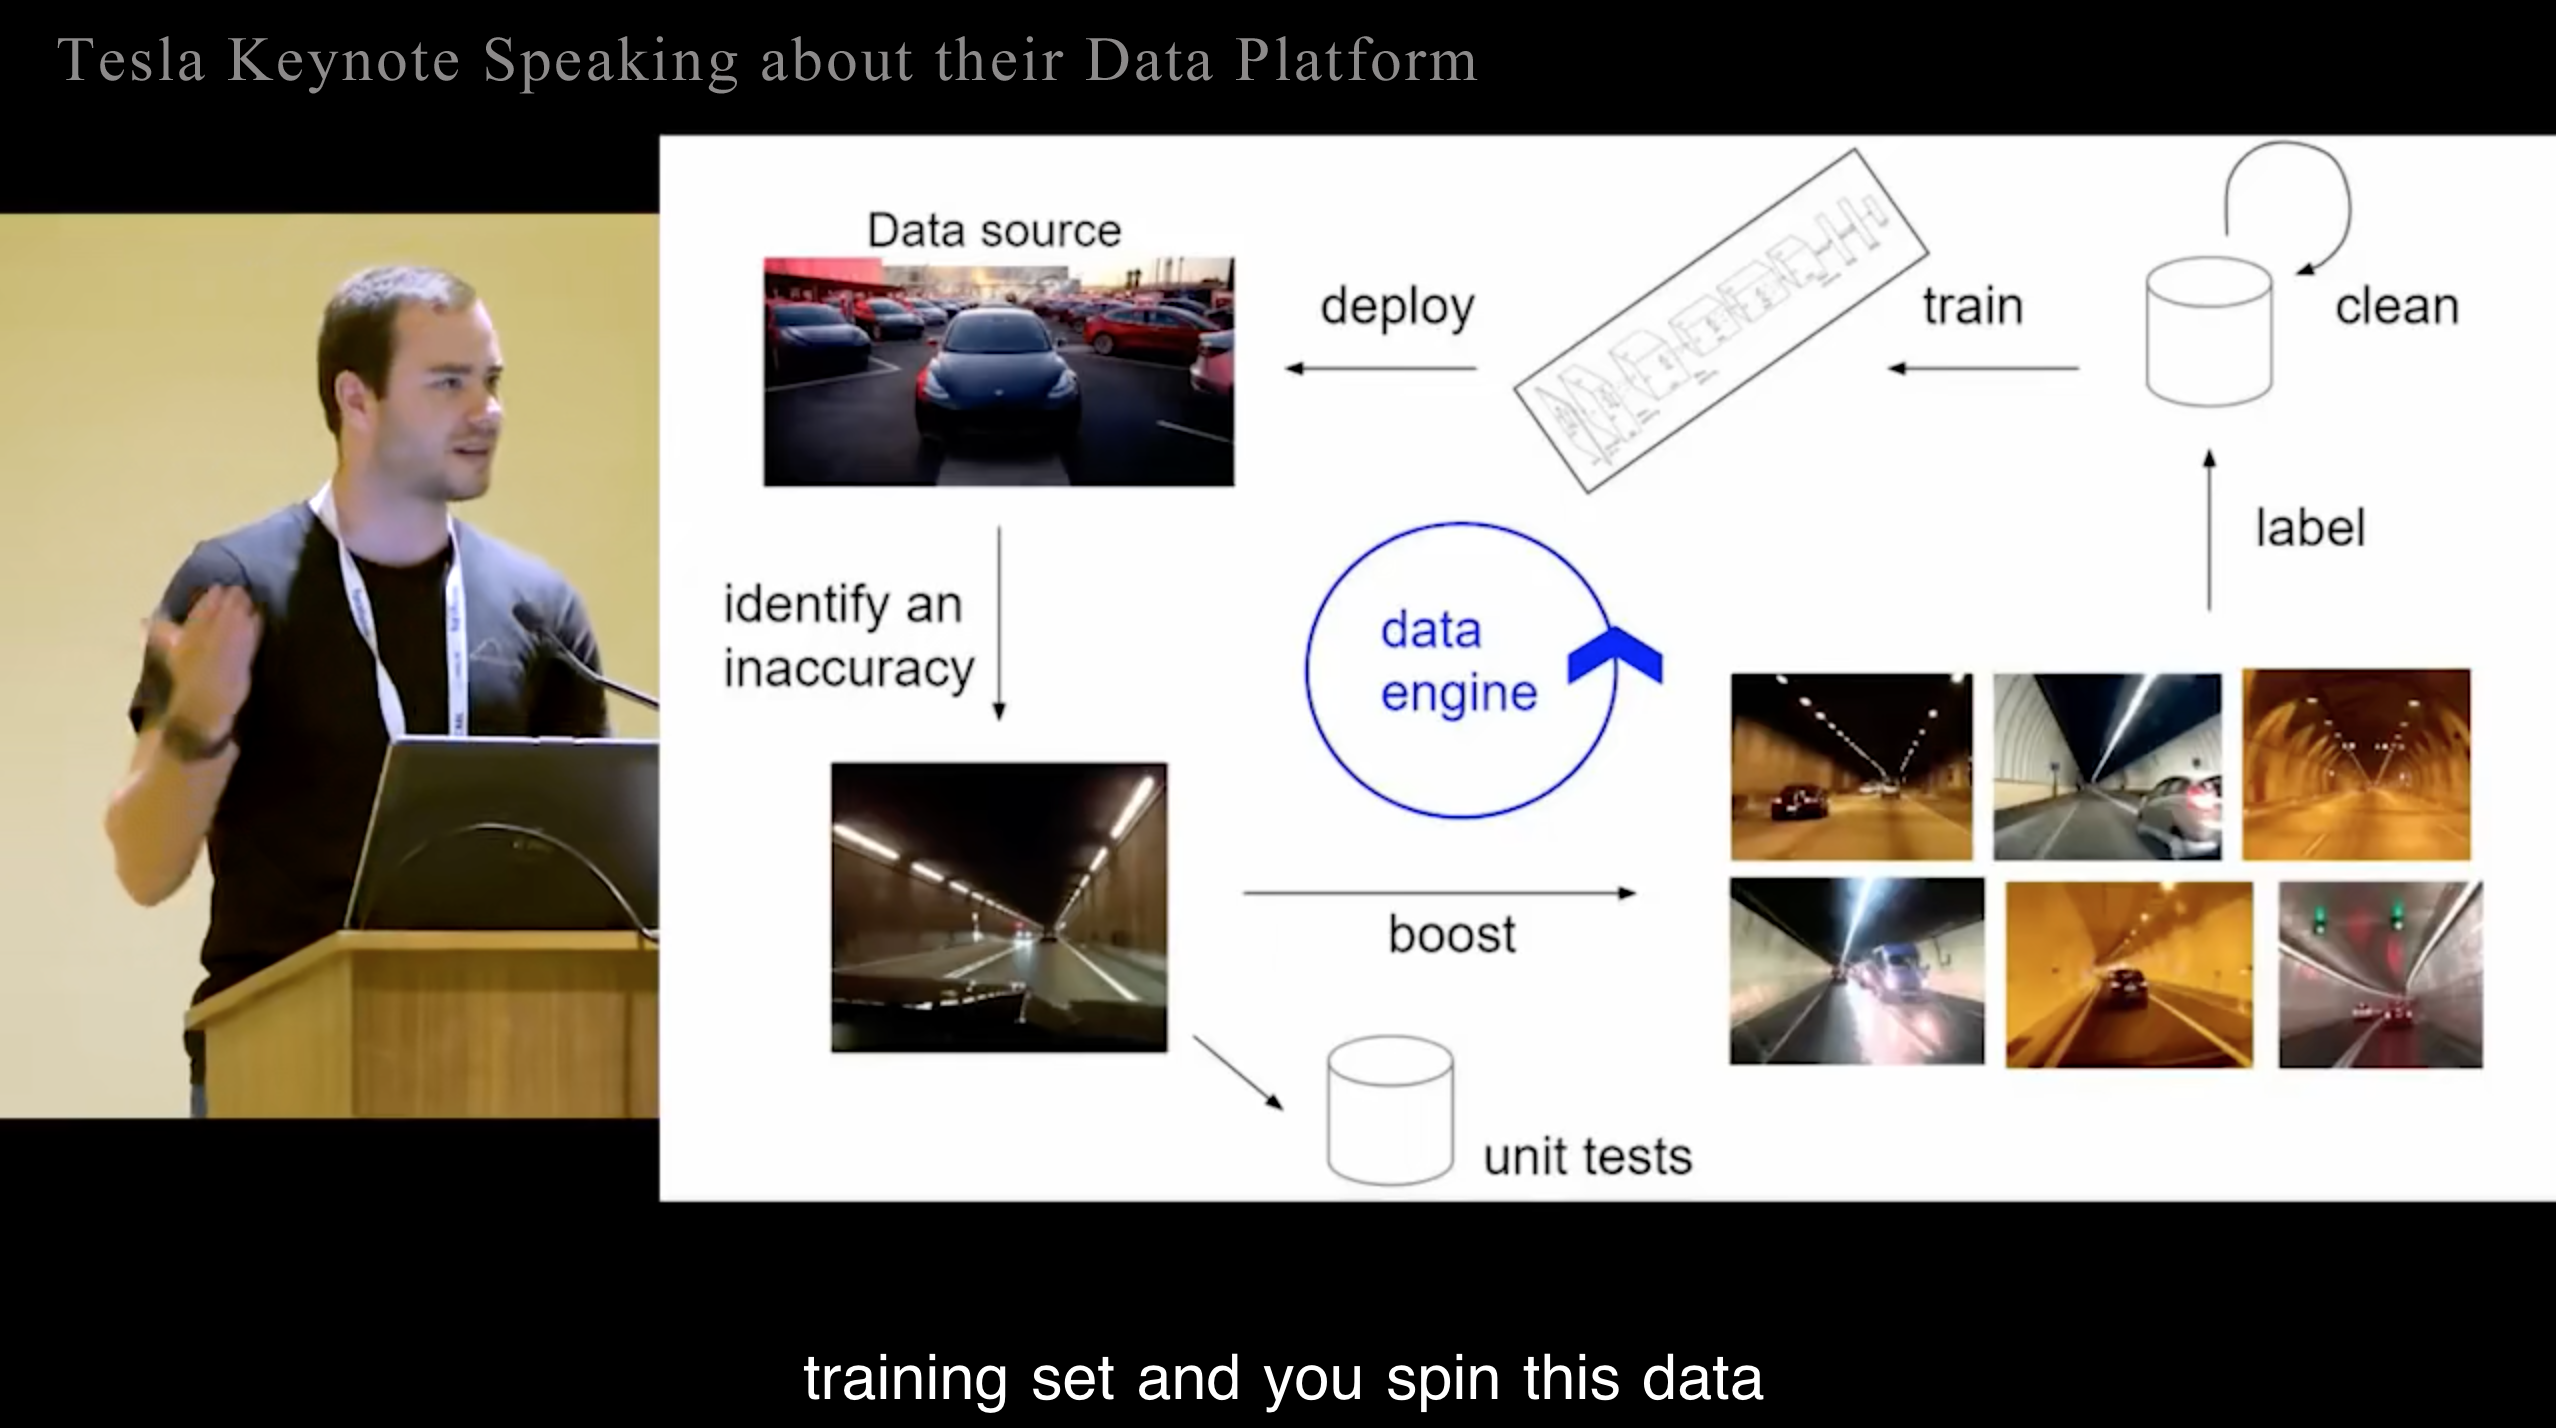 Tesla Keynote Speaking about their Data Platform
Data source
deploy
train
clean
label
identify an
inaccuracy
data
engine
boost
unit tests
training set and you spin this data